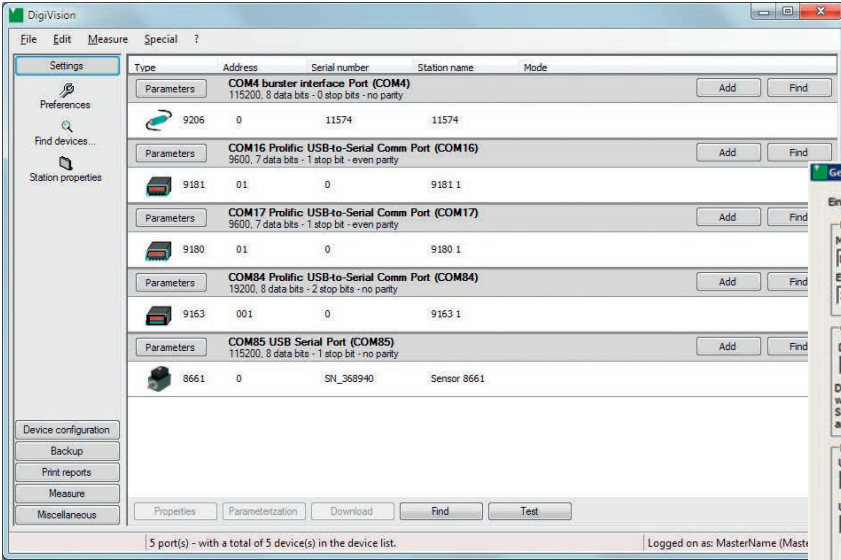 DigiVision
File Edit Measure Special ?
Settings
Preferences
Find devices...
Station properties
Device configuration
Backup
Print reports
Measure
Miscellaneous
Type Address Serial number Station name Mode
Parameters COM4 burster interface Port (COM4) Add Find
115200, 8 data bits - 0 stop bits - no parity
9206 0 11574 11574
Parameters COM16 Prolific USB-to-Serial Comm Port (COM16) Add Find
9600, 7 data bits - 1 stop bit - even parity
9181 01 0 9181 1
Parameters COM17 Prolific USB-to-Serial Comm Port (COM17) Add Find
9600, 7 data bits - 1 stop bit - even parity
9180 01 0 9180 1
Parameters COM84 Prolific USB-to-Serial Comm Port (COM84) Add Find
19200, 8 data bits - 2 stop bits - no parity
9163 001 0 9163 1
Parameters COM85 USB Serial Port (COM85) Add Find
115200, 8 data bits - 1 stop bit - no parity
8661 0 SN_368940 Sensor 8661
Properties Parameterization Download Find Test
5 port(s) - with a total of 5 device(s) in the device list. Logged on as: MasterName (Maste